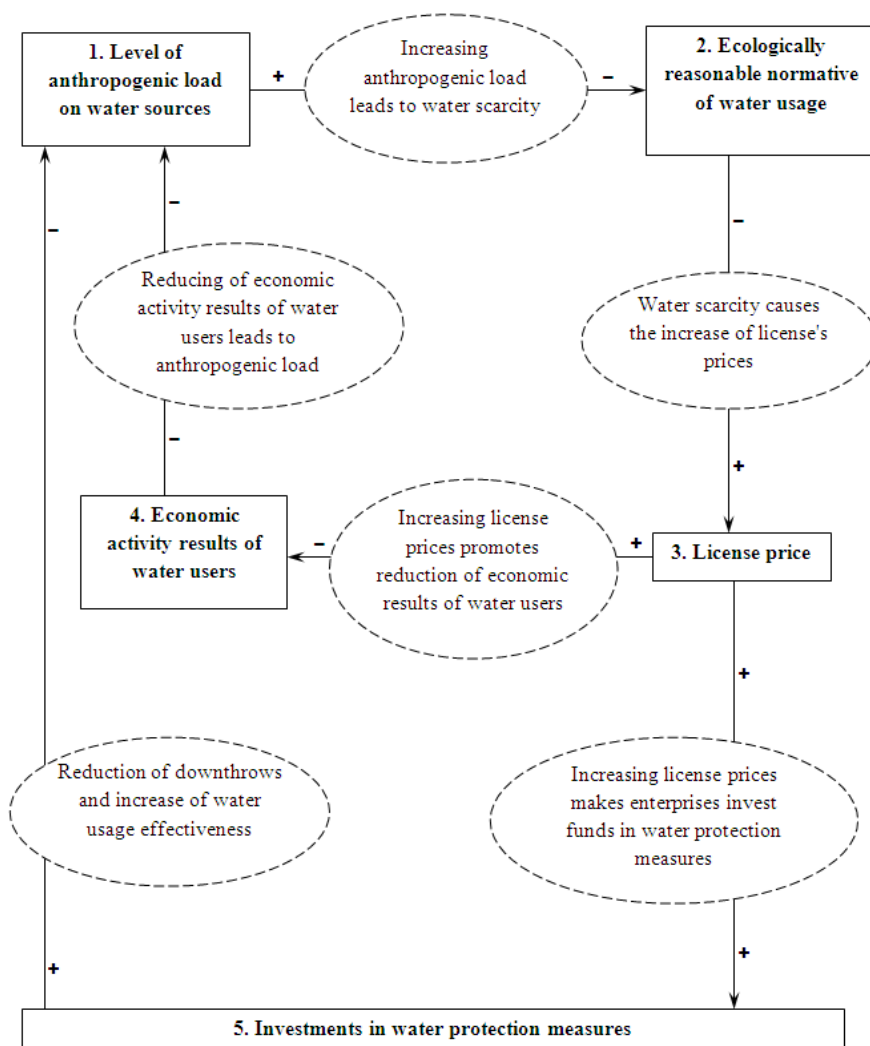 1. Level of
anthropogenic load
on water sources
+
Increasing
anthropogenic load
leads to water scarcity
–
2. Ecologically
reasonable normative
of water usage
–
–
–
Reducing of economic
activity results of water
users leads to
anthropogenic load
Water scarcity causes
the increase of license's
prices
–
+
4. Economic
activity results of
water users
–
Increasing license
prices promotes
reduction of economic
results of water users
+
3. License price
+
Reduction of downthrows
and increase of water
usage effectiveness
Increasing license prices
makes enterprises invest
funds in water protection
measures
+
+
5. Investments in water protection measures